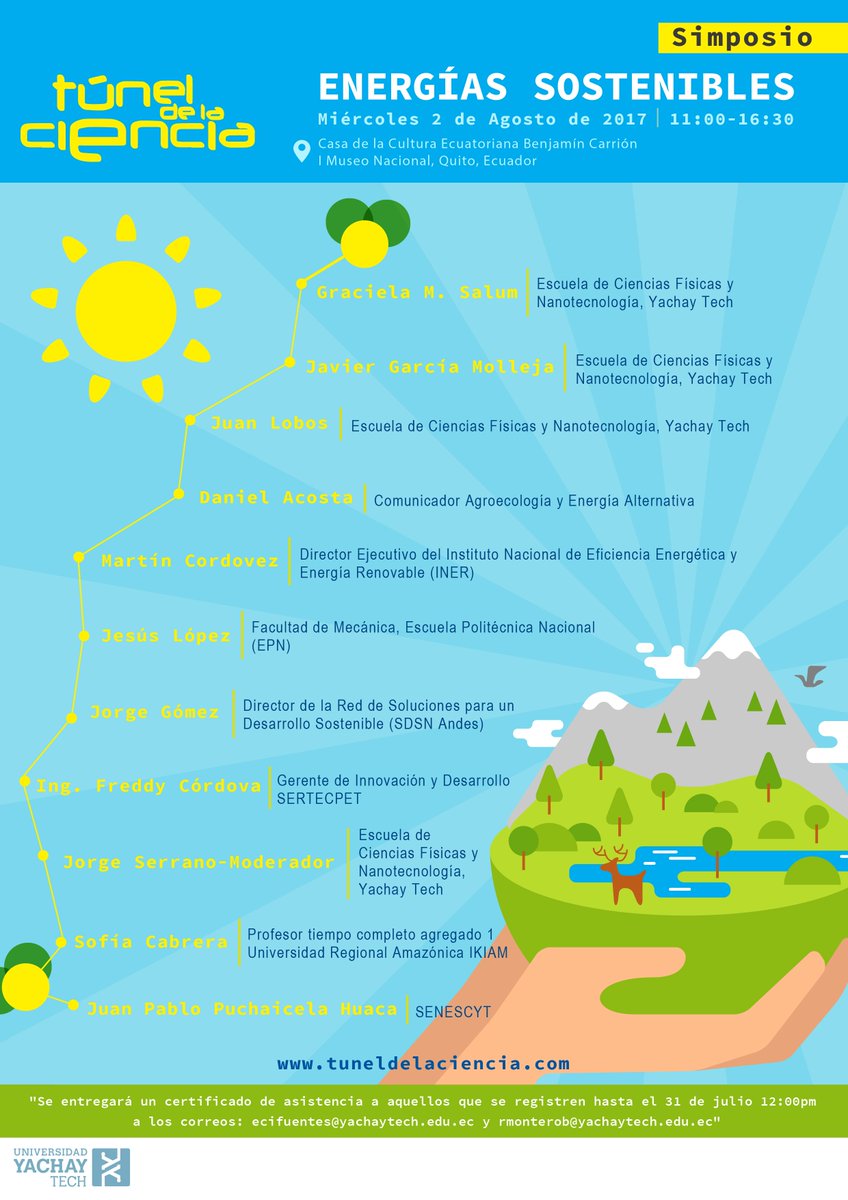 Simposio
túnel
de la
ciencia
ENERGÍAS SOSTENIBLES
Miércoles 2 de Agosto de 2017 | 11:00-16:30
Casa de la Cultura Ecuatoriana Benjamín Carrión
I Museo Nacional, Quito, Ecuador
Graciela M. Salum
Escuela de Ciencias Físicas y
Nanotecnología, Yachay Tech
Javier García Molleja
Escuela de Ciencias Físicas y
Nanotecnología, Yachay Tech
Juan Lobos
Escuela de Ciencias Físicas y Nanotecnología, Yachay Tech
Daniel Acosta
Comunicador Agroecología y Energía Alternativa
Martín Cordovez
Director Ejecutivo del Instituto Nacional de Eficiencia Energética y
Energía Renovable (INER)
Jesús López
Facultad de Mecánica, Escuela Politécnica Nacional
(EPN)
Jorge Gómez
Director de la Red de Soluciones para un
Desarrollo Sostenible (SDSN Andes)
Ing. Freddy Córdova
Gerente de Innovación y Desarrollo
SERTECPET
Jorge Serrano-Moderador
Escuela de
Ciencias Físicas y
Nanotecnología,
Yachay Tech
Sofía Cabrera
Profesor tiempo completo agregado 1
Universidad Regional Amazónica IKIAM
Juan Pablo Puchaicela Huaca
SENESCYT
www.tuneldelaciencia.com
"Se entregará un certificado de asistencia a aquellos que se registren hasta el 31 de julio 12:00pm
a los correos: ecifuentes@yachaytech.edu.ec y rmonterob@yachaytech.edu.ec"
UNIVERSIDAD
YACHAY
TECH